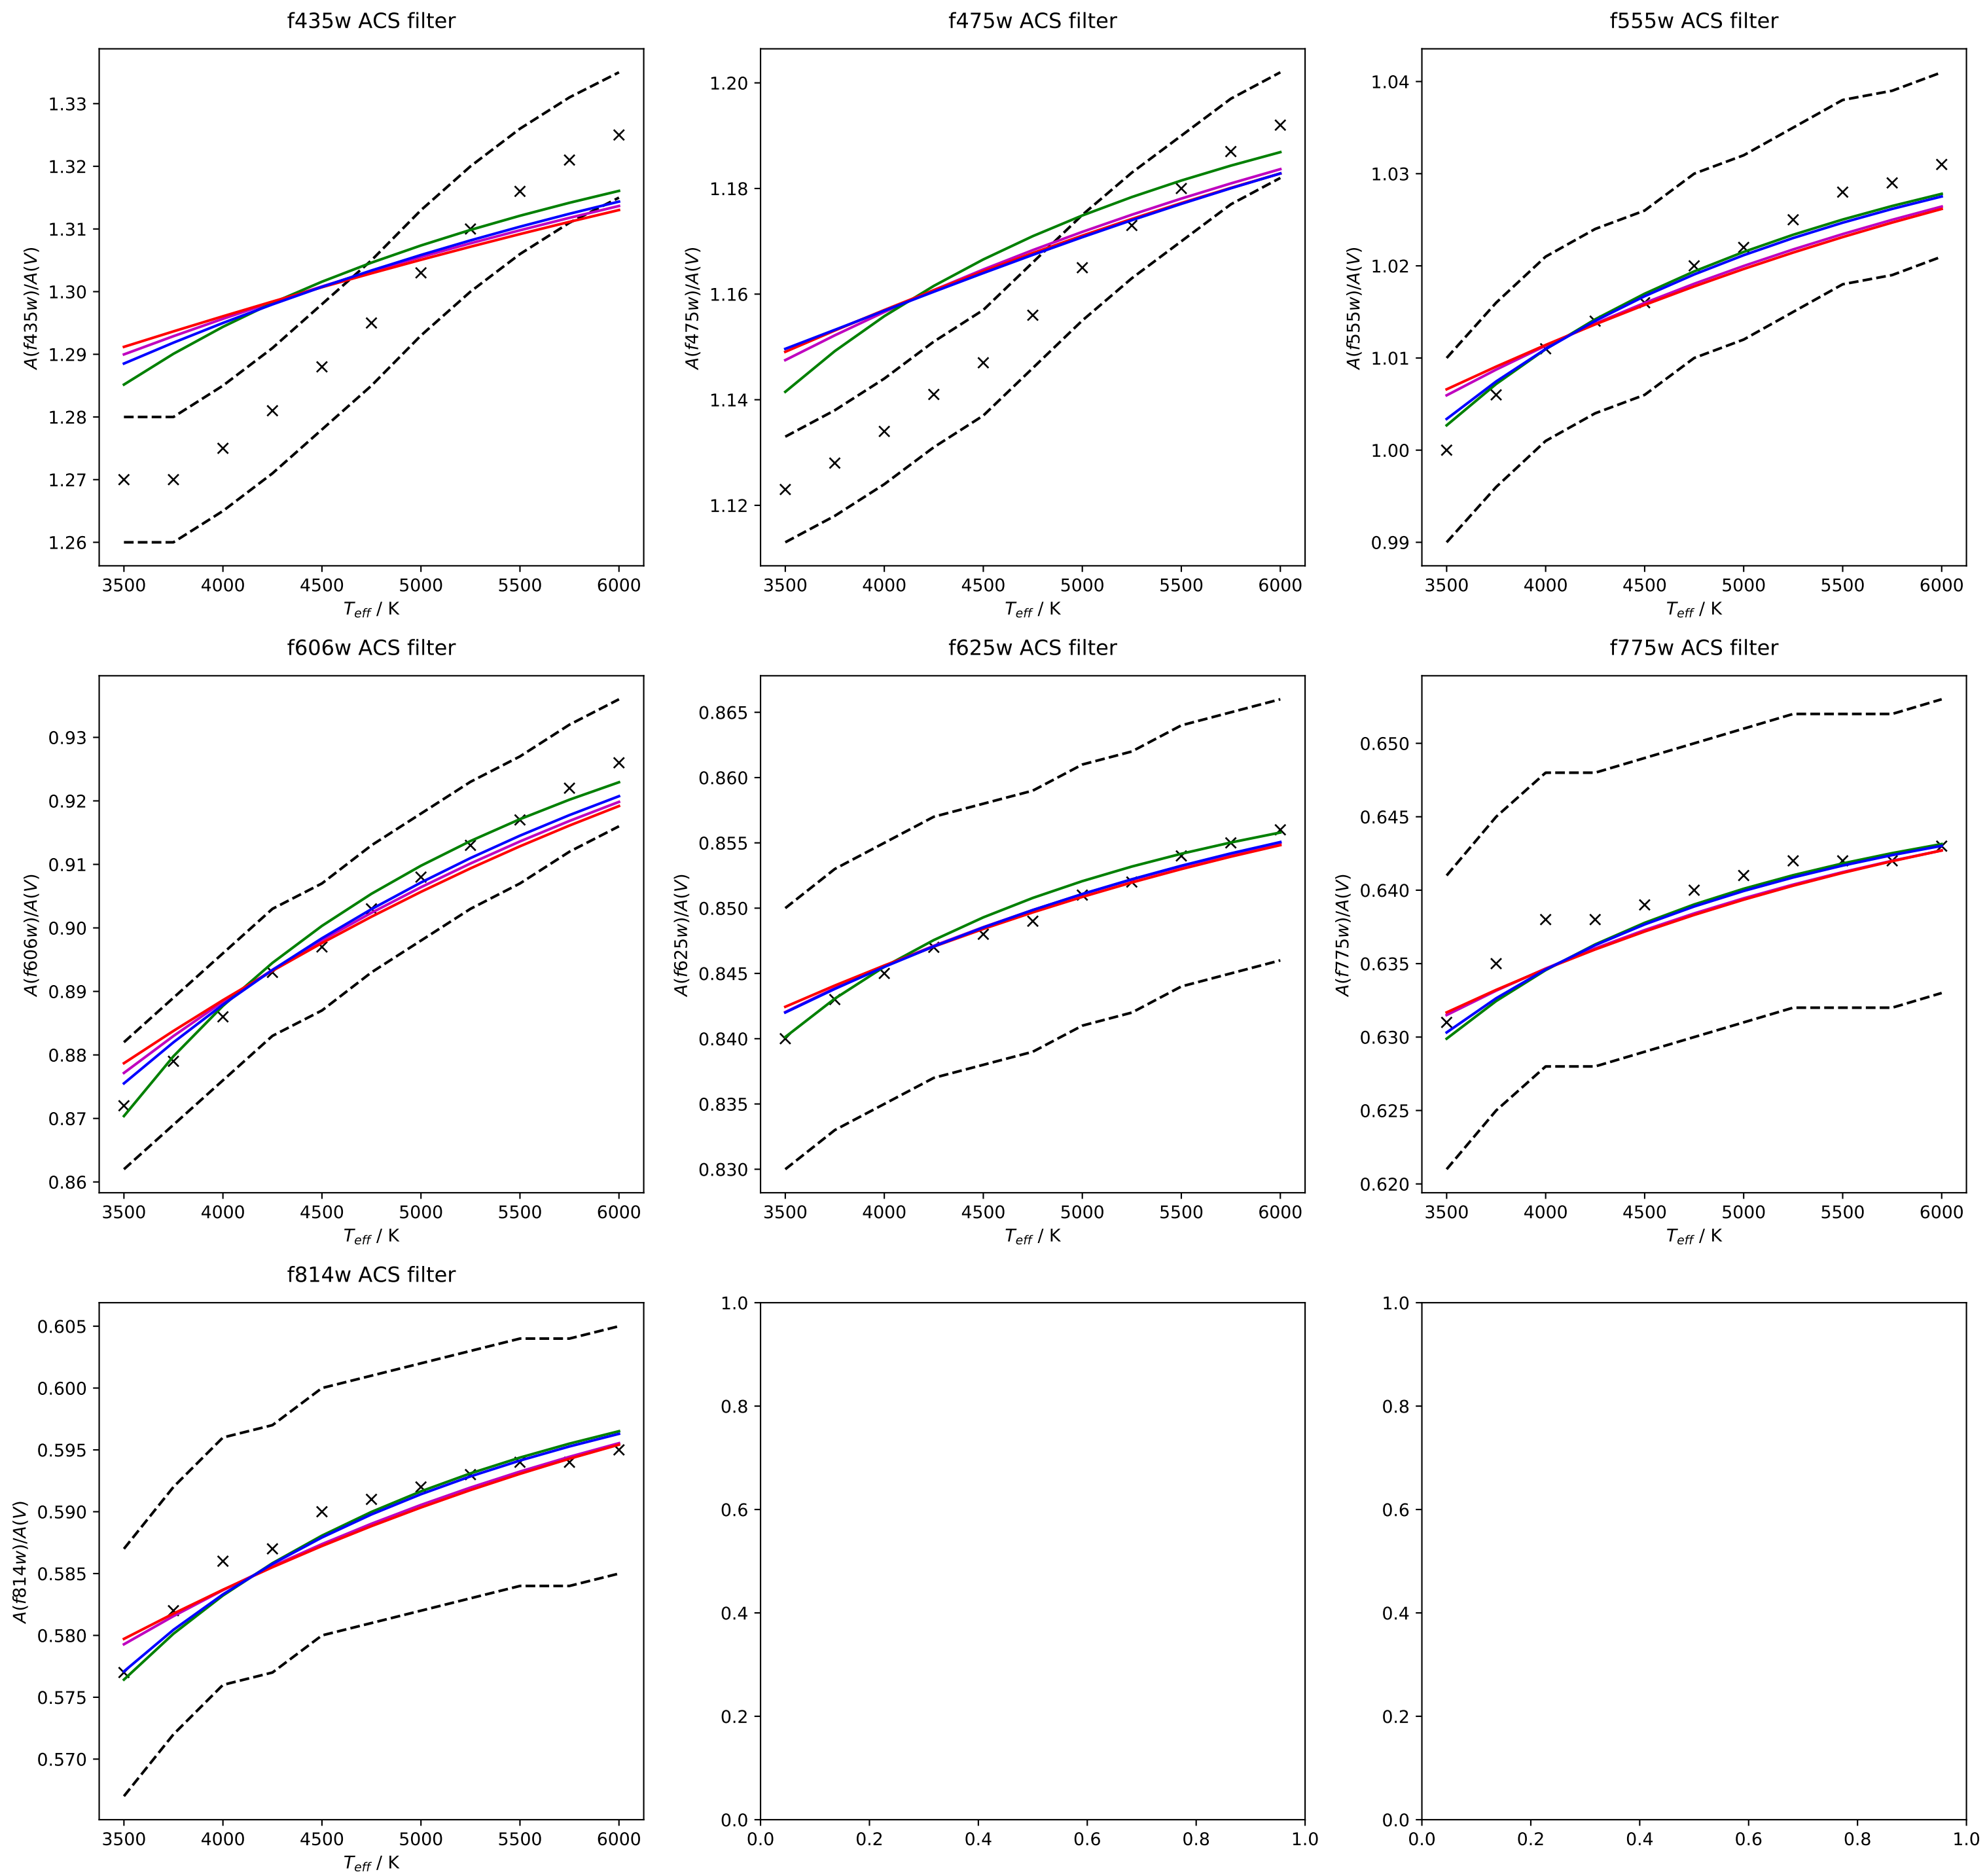 f435w ACS filter
1.33
1.32
1.31
1.30
1.29
1.28
1.27
1.26
A(f435w)/A(V)
3500 4000 4500 5000 5500 6000
T_eff / K
f475w ACS filter
1.20
1.18
1.16
1.14
1.12
A(f475w)/A(V)
3500 4000 4500 5000 5500 6000
T_eff / K
f555w ACS filter
1.04
1.03
1.02
1.01
1.00
0.99
A(f555w)/A(V)
3500 4000 4500 5000 5500 6000
T_eff / K
f606w ACS filter
0.93
0.92
0.91
0.90
0.89
0.88
0.87
0.86
A(f606w)/A(V)
3500 4000 4500 5000 5500 6000
T_eff / K
f625w ACS filter
0.865
0.860
0.855
0.850
0.845
0.840
0.835
0.830
A(f625w)/A(V)
3500 4000 4500 5000 5500 6000
T_eff / K
f775w ACS filter
0.650
0.645
0.640
0.635
0.630
0.625
0.620
A(f775w)/A(V)
3500 4000 4500 5000 5500 6000
T_eff / K
f814w ACS filter
0.605
0.600
0.595
0.590
0.585
0.580
0.575
0.570
A(f814w)/A(V)
3500 4000 4500 5000 5500 6000
T_eff / K
1.0
0.8
0.6
0.4
0.2
0.0
0.0 0.2 0.4 0.6 0.8 1.0
1.0
0.8
0.6
0.4
0.2
0.0
0.0 0.2 0.4 0.6 0.8 1.0